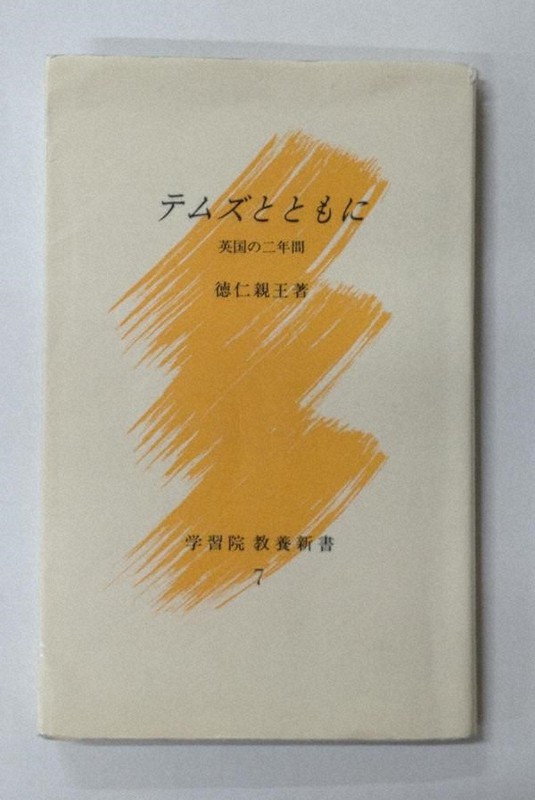 テムズとともに
英国の二年間
徳仁親王著
学習院 教養新書
7